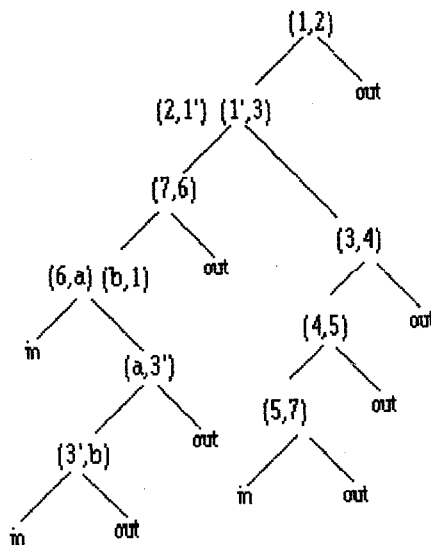 (1,2)
out
(2,1') (1',3)
(7,6)
(3,4)
out
(6,a) (b,1)
out
(4,5)
in
(a,3')
out
(5,7)
(3',b)
out
in
out
in
out